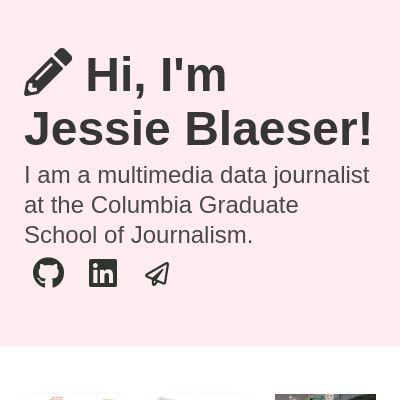 Hi, I'm
Jessie Blaeser!
I am a multimedia data journalist
at the Columbia Graduate
School of Journalism.